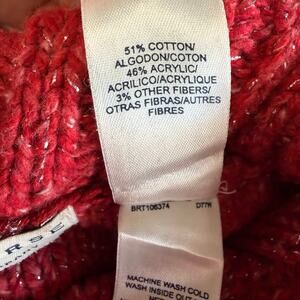 51% COTTON/
ALGODON/COTON
46% ACRYLIC/
ACRILICO/ACRYLIQUE
3% OTHER FIBERS/
OTRAS FIBRAS/AUTRES
FIBRES
BRT106374 D77R
MACHINE WASH COLD
WASH INSIDE OUT